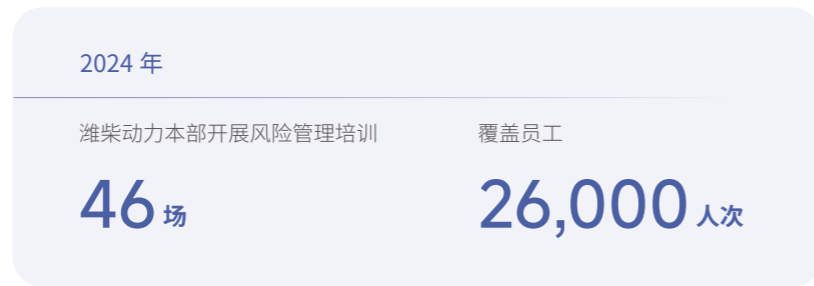 2024 年
潍柴动力本部开展风险管理培训
覆盖员工
46 场
26,000 人次